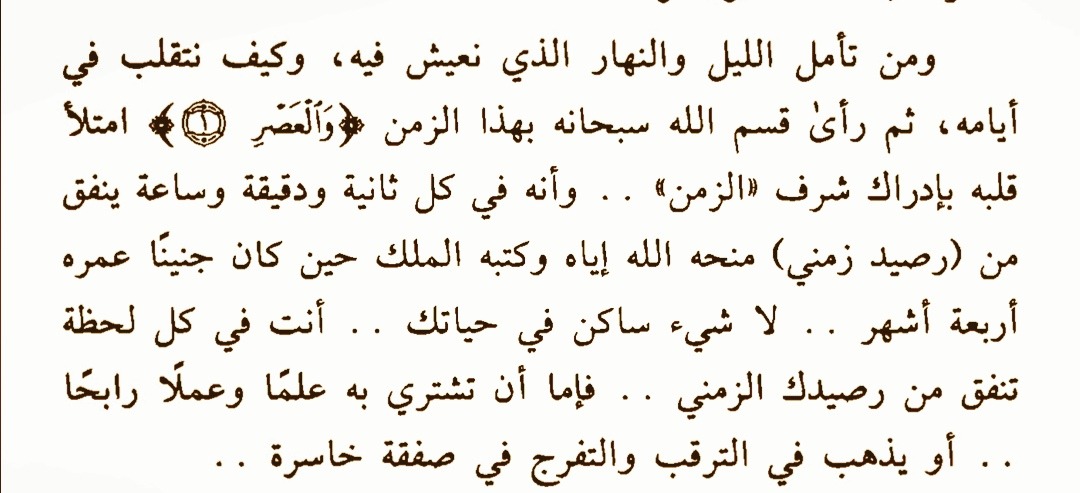 ومن تأمل الليل والنهار الذي نعيش فيه، وكيف نتقلب في
أيامه، ثم رأىٰ قسم الله سبحانه بهذا الزمن ﴿وَٱلْعَصْرِ ۝١﴾ امتلأ
قلبه بإدراك شرف «الزمن» . . وأنه في كل ثانية ودقيقة وساعة ينفق
من (رصيد زمني) منحه الله إياه وكتبه الملك حين كان جنينًا عمره
أربعة أشهر . . لا شيء ساكن في حياتك . . أنت في كل لحظة
تنفق من رصيدك الزمني . . فإما أن تشتري به علمًا وعملًا رابحًا
. . أو يذهب في الترقب والتفرج في صفقة خاسرة . .